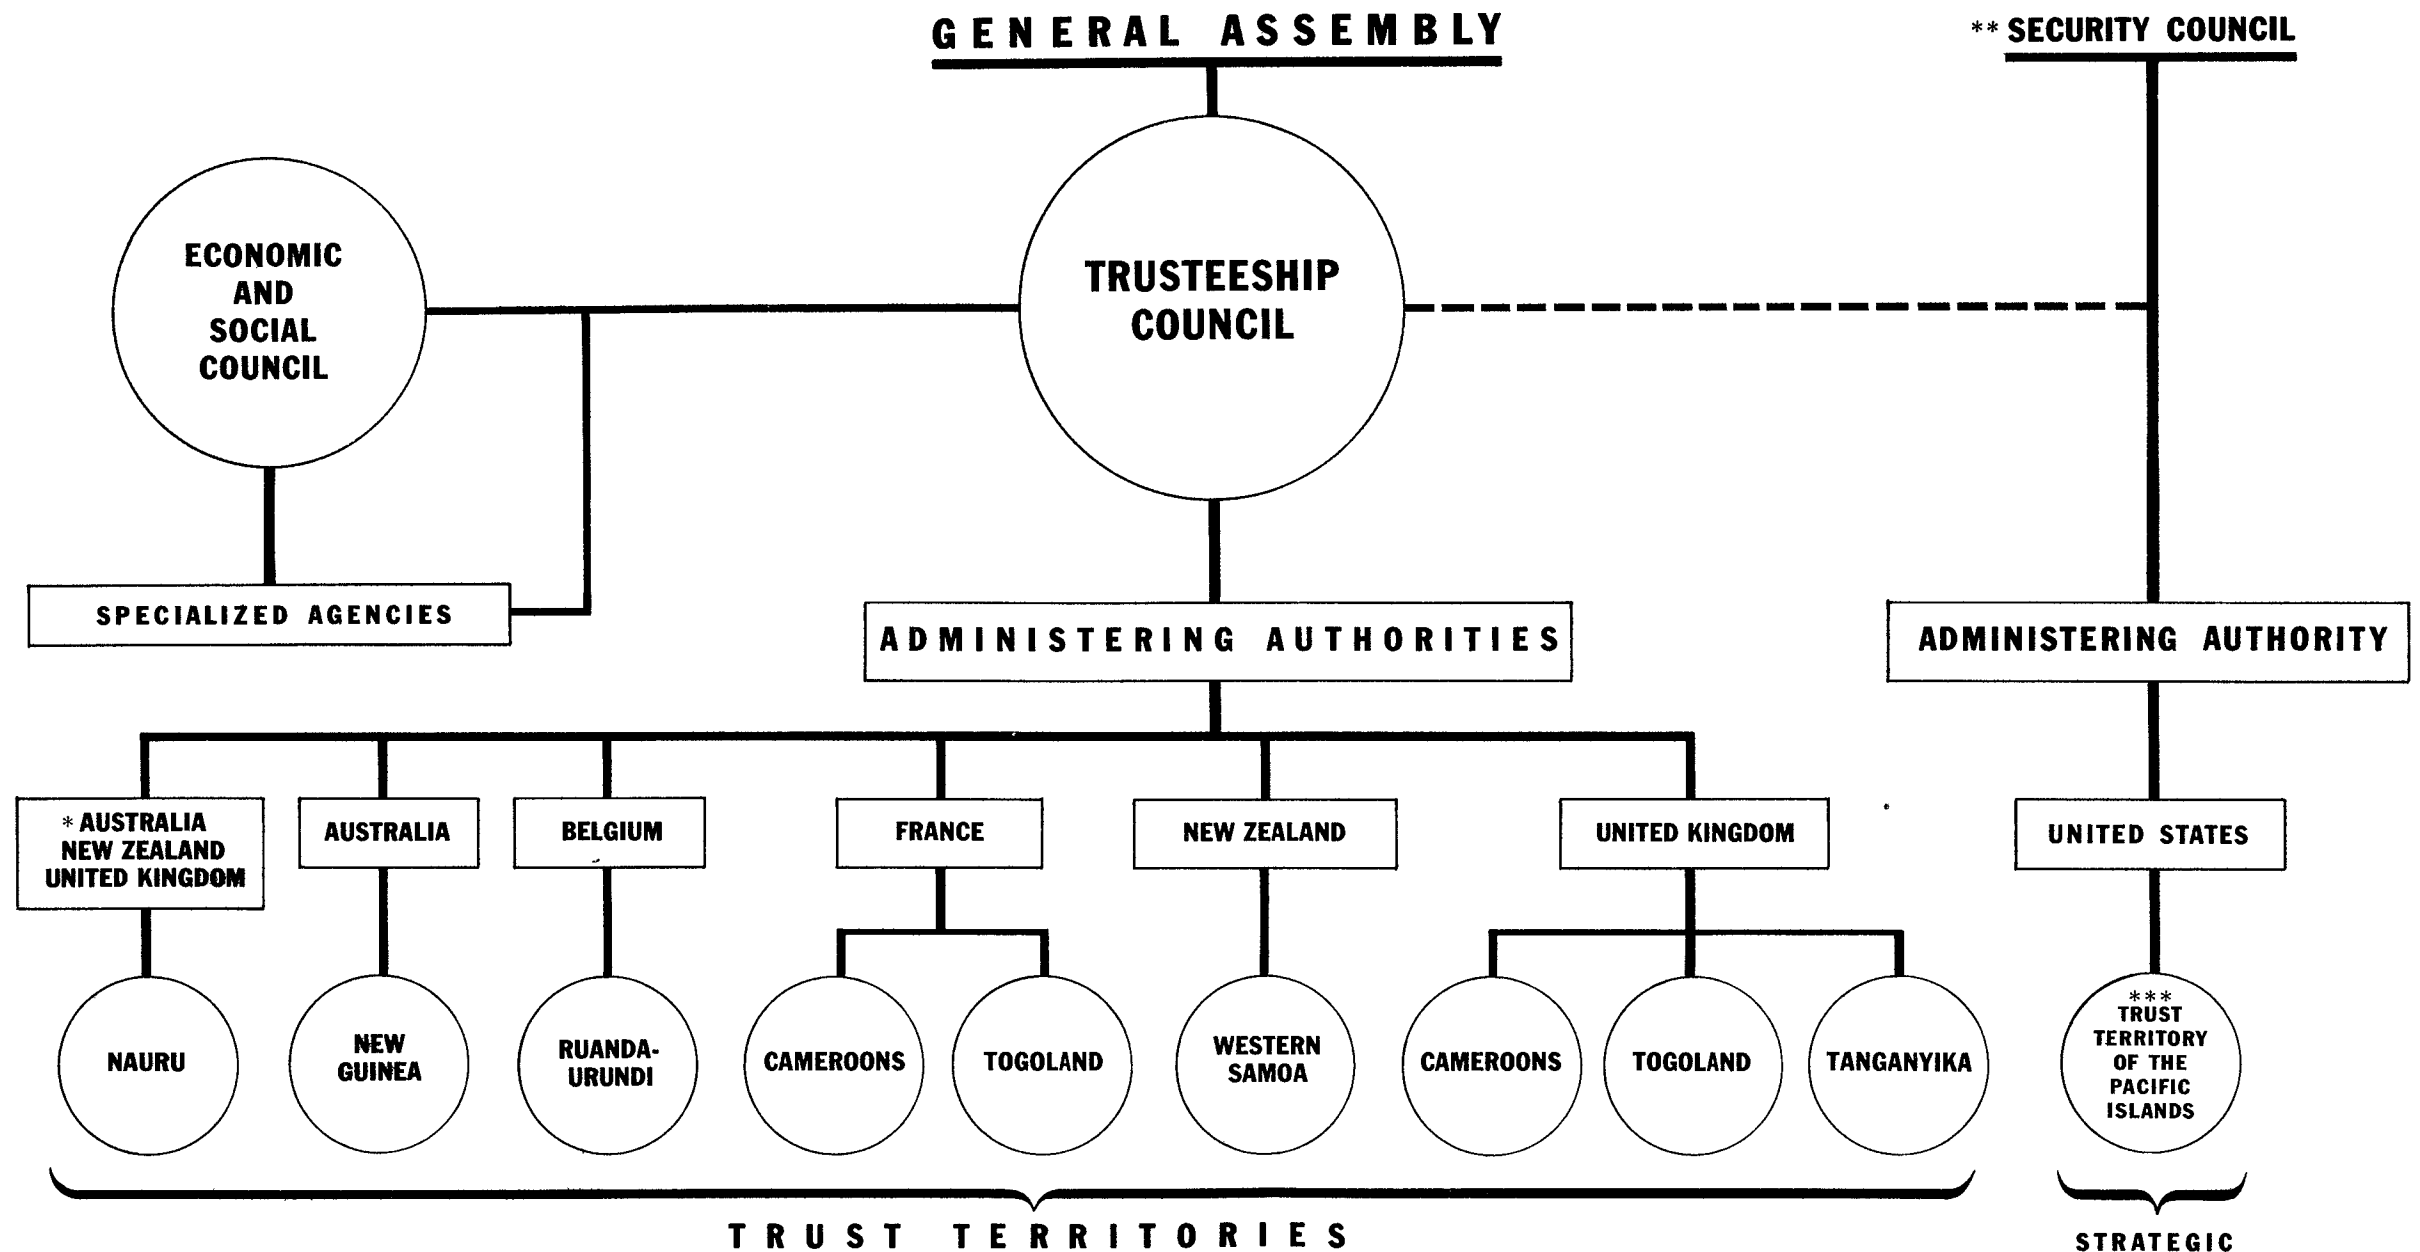 GENERAL ASSEMBLY
** SECURITY COUNCIL
ECONOMIC
AND
SOCIAL
COUNCIL
TRUSTEESHIP
COUNCIL
SPECIALIZED AGENCIES
ADMINISTERING AUTHORITIES
ADMINISTERING AUTHORITY
* AUSTRALIA
NEW ZEALAND
UNITED KINGDOM
AUSTRALIA
BELGIUM
FRANCE
NEW ZEALAND
UNITED KINGDOM
UNITED STATES
NAURU
NEW
GUINEA
RUANDA-
URUNDI
CAMEROONS
TOGOLAND
WESTERN
SAMOA
CAMEROONS
TOGOLAND
TANGANYIKA
***
TRUST
TERRITORY
OF THE
PACIFIC
ISLANDS
TRUST TERRITORIES
STRATEGIC